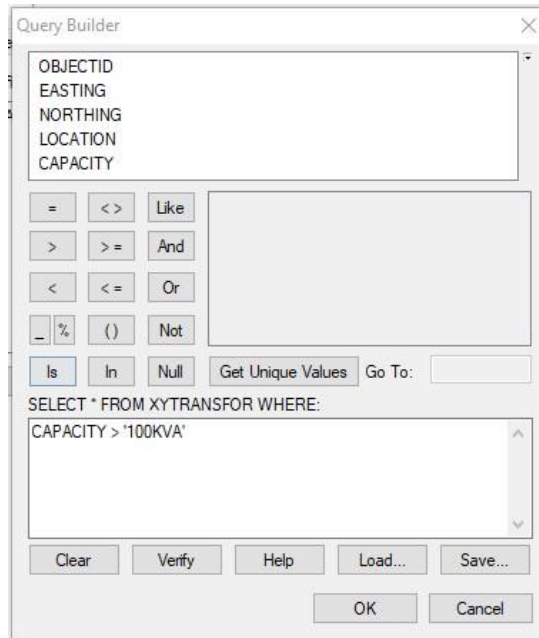 Query Builder
OBJECTID
EASTING
NORTHING
LOCATION
CAPACITY
= < > Like
> > = And
< < = Or
_ % ( ) Not
Is In Null Get Unique Values Go To:
SELECT * FROM XYTRANSFOR WHERE:
CAPACITY > '100KVA'
Clear Verify Help Load... Save...
OK Cancel